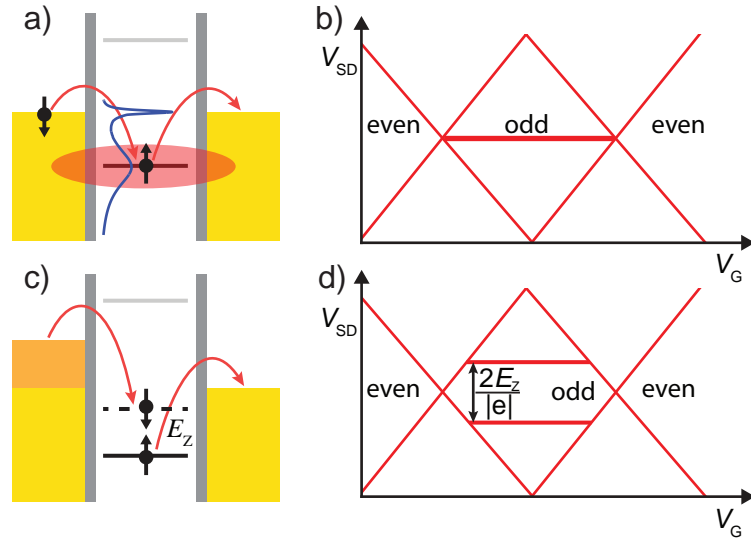 a)
b)
V_SD
even
odd
even
V_G
c)
E_Z
d)
V_SD
even
2E_z
|e|
odd
even
V_G